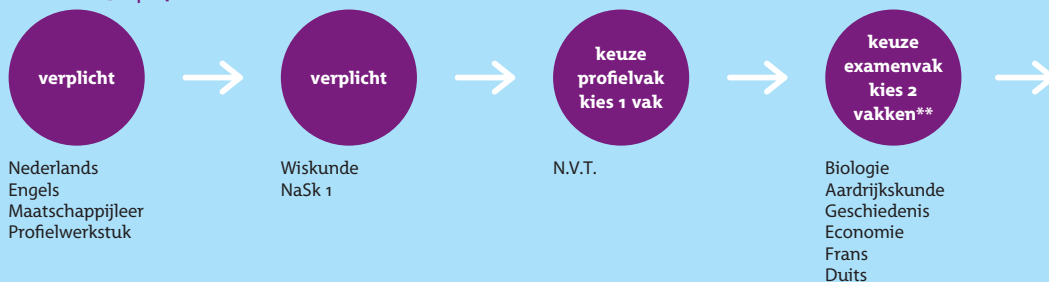 verplicht
Nederlands
Engels
Maatschappijleer
Profielwerkstuk
verplicht
Wiskunde
NaSk 1
keuze
profielvak
kies 1 vak
N.V.T.
keuze
examenvak
kies 2
vakken**
Biologie
Aardrijkskunde
Geschiedenis
Economie
Frans
Duits